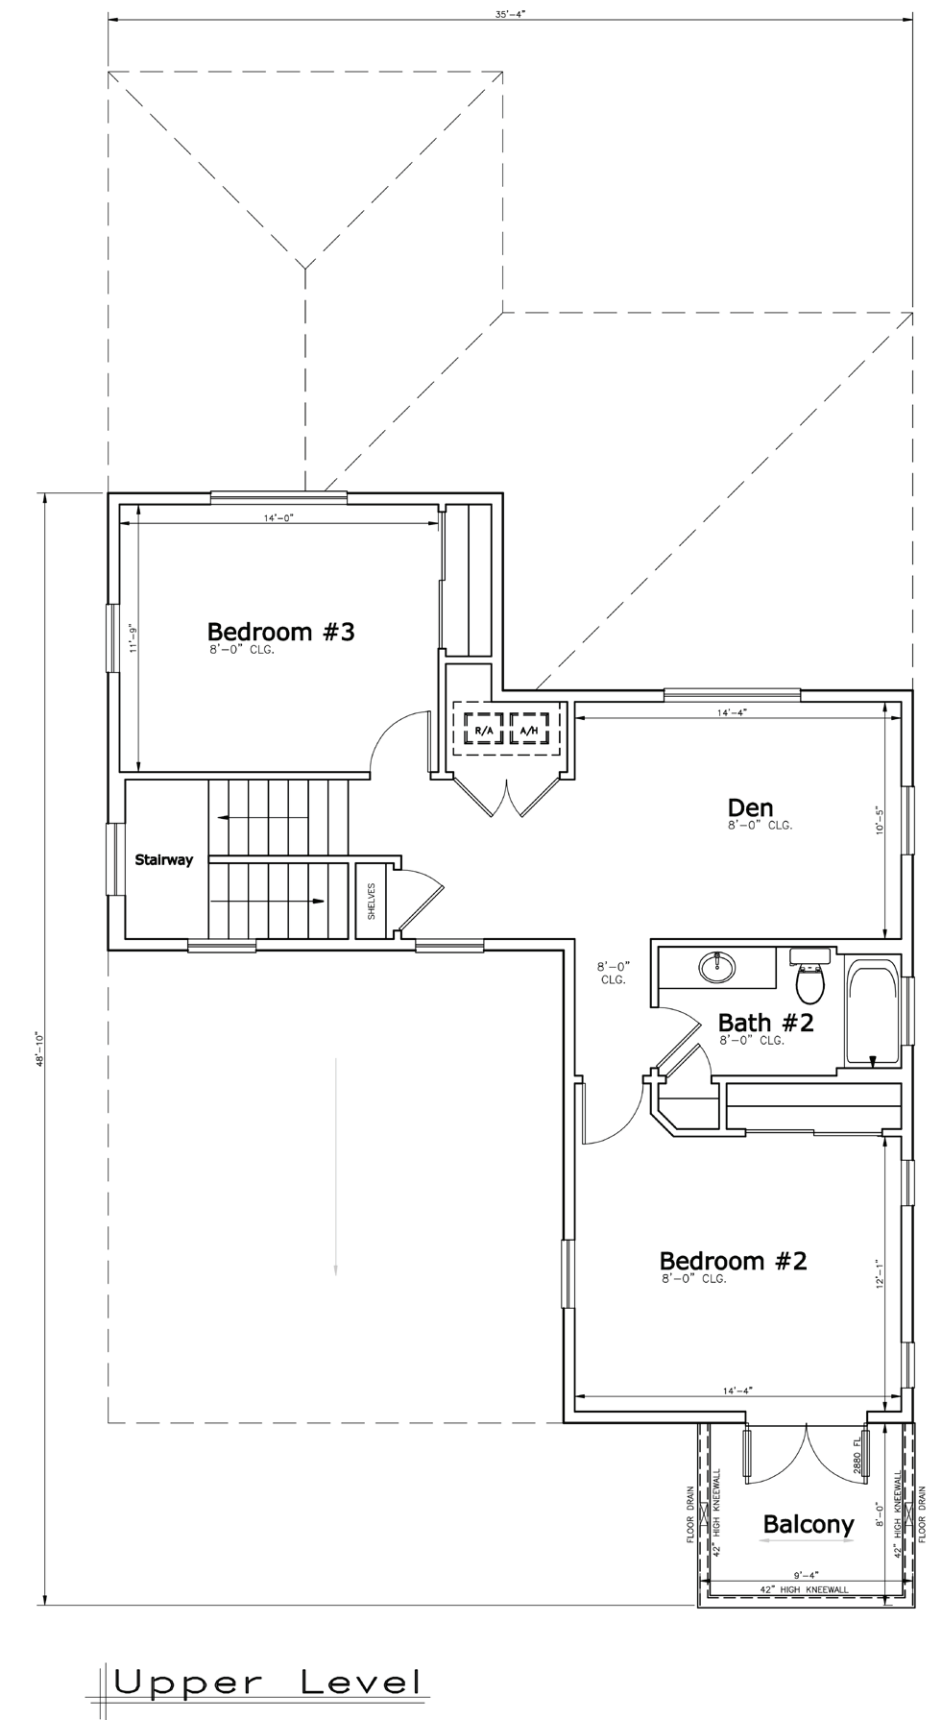 35'-4"
14'-0"
Bedroom #3
8'-0" CLG.
11'-9"
R/A
A/H
14'-4"
Den
8'-0" CLG.
10'-5"
Stairway
SHELVES
8'-0"
CLG.
Bath #2
8'-0" CLG.
48'-10"
Bedroom #2
8'-0" CLG.
12'-1"
14'-4"
2880 FL
FLOOR DRAIN
42" HIGH KNEEWALL
Balcony
8'-0"
42" HIGH KNEEWALL
FLOOR DRAIN
9'-4"
42" HIGH KNEEWALL
Upper Level